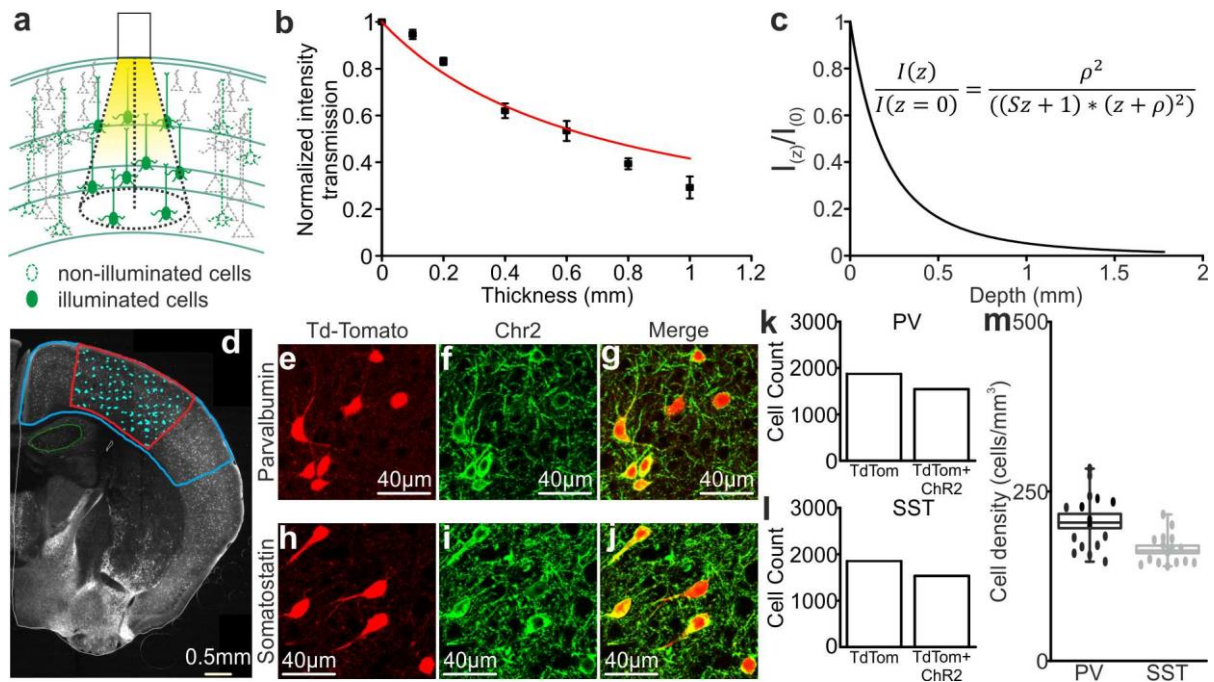 a
non-illuminated cells
illuminated cells
b
Normalized intensity
transmission
1
0.8
0.6
0.4
0.2
0
0 0.2 0.4 0.6 0.8 1 1.2
Thickness (mm)
c
I(z)/I(0)
1
0.8
0.6
0.4
0.2
0
0 0.5 1 1.5 2
Depth (mm)
I(z)/I(z = 0) = ρ²/((Sz + 1) * (z + ρ)²)
d
0.5mm
Td-Tomato Chr2 Merge
Parvalbumin
e f g
40µm 40µm 40µm
Somatostatin
h i j
40µm 40µm 40µm
k
PV
Cell Count
3000
2000
1000
0
TdTom TdTom+
ChR2
l
SST
Cell Count
3000
2000
1000
0
TdTom TdTom+
ChR2
m
Cell density (cells/mm³)
500
250
0
PV SST